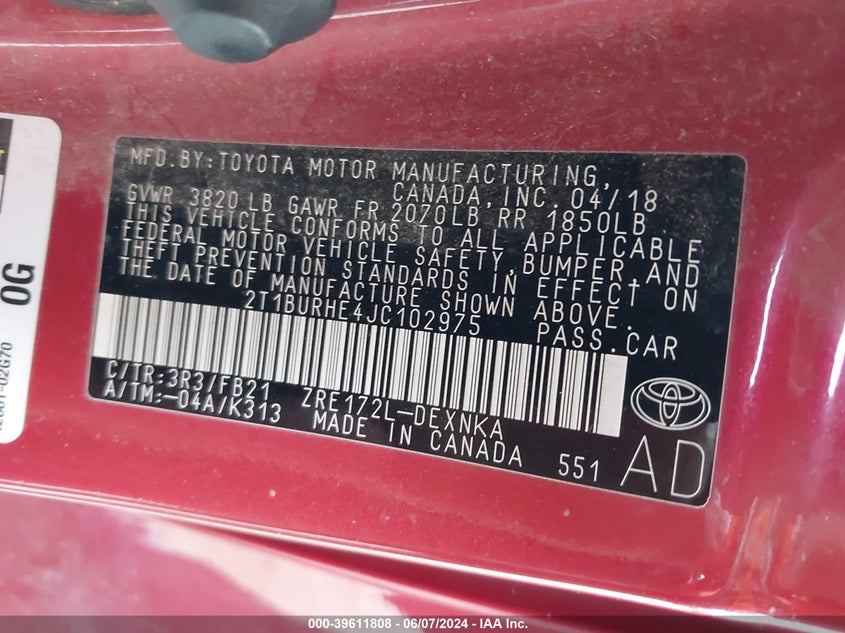 MFD.BY:TOYOTA MOTOR MANUFACTURING,
CANADA,INC. 04/18
GVWR 3820 LB GAWR FR 2070LB RR 1850LB
THIS VEHICLE CONFORMS TO ALL APPLICABLE
FEDERAL MOTOR VEHICLE SAFETY,BUMPER,AND
THEFT PREVENTION STANDARDS IN EFFECT ON
THE DATE OF MANUFACTURE SHOWN ABOVE.
2T1BURHE4JC102975 PASS.CAR
C/TR:3R3/FB21 ZRE172L-DEXNKA
A/TM:-04A/K313 MADE IN CANADA 551 AD
OG
000-39611808 - 06/07/2024 - IAA Inc.